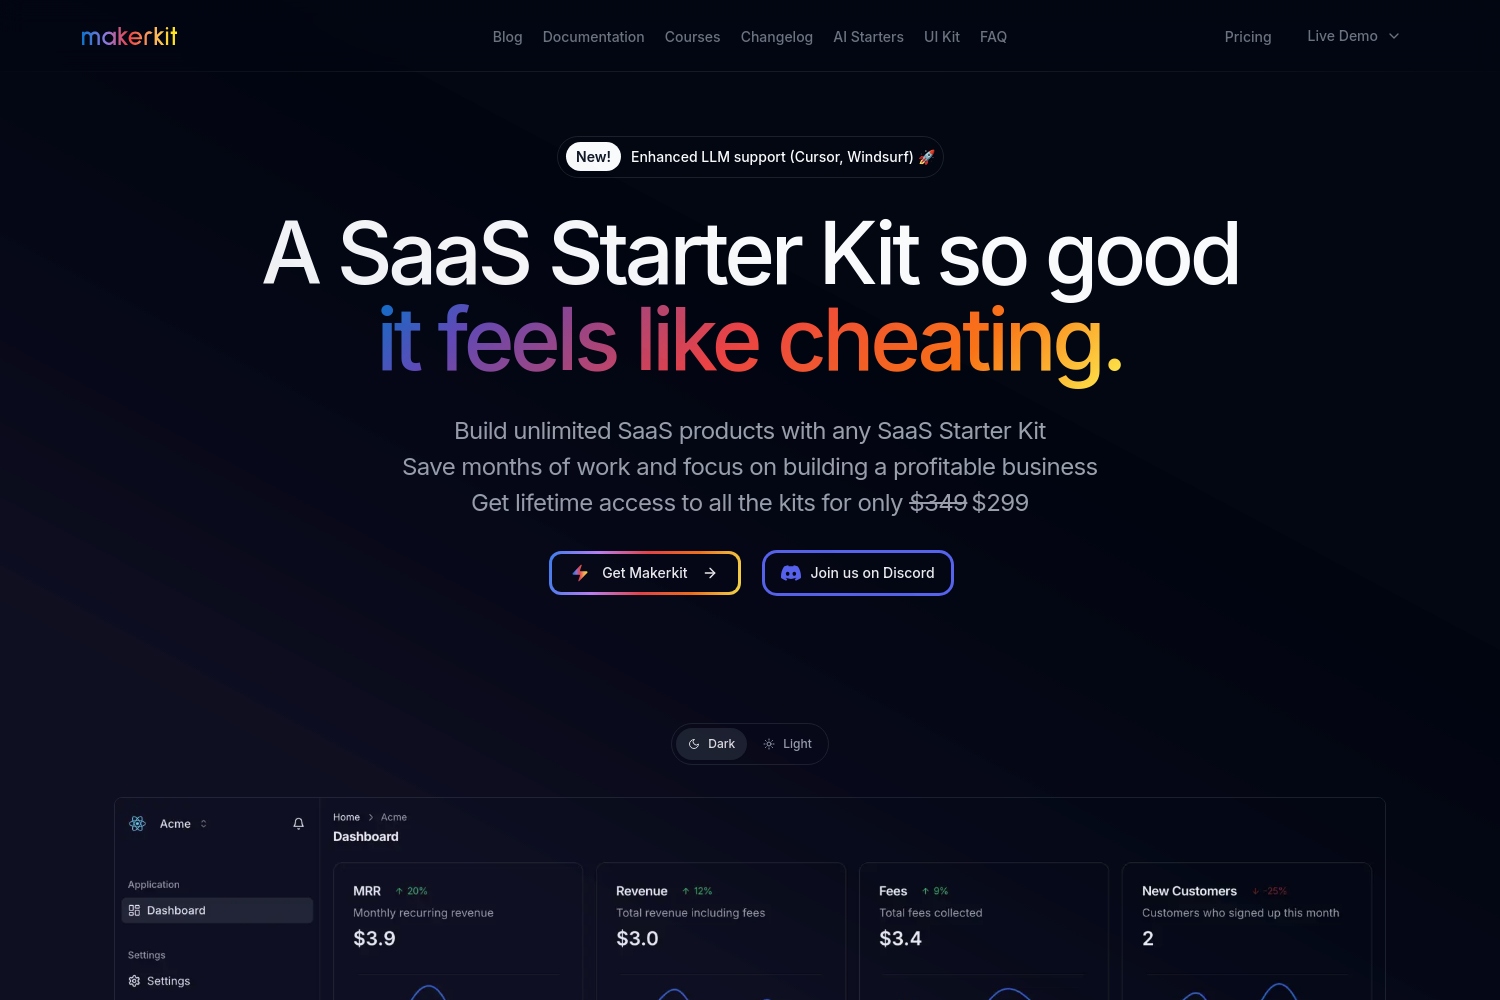 makerkit
Blog Documentation Courses Changelog AI Starters UI Kit FAQ
Pricing Live Demo
New! Enhanced LLM support (Cursor, Windsurf) 🚀
A SaaS Starter Kit so good
it feels like cheating.
Build unlimited SaaS products with any SaaS Starter Kit
Save months of work and focus on building a profitable business
Get lifetime access to all the kits for only $349 $299
Get Makerkit →
Join us on Discord
Dark Light
Acme
Application
Dashboard
Settings
Settings
Home > Acme
Dashboard
MRR ↑ 20%
Monthly recurring revenue
$3.9
Revenue ↑ 12%
Total revenue including fees
$3.0
Fees ↑ 9%
Total fees collected
$3.4
New Customers ↓ -25%
Customers who signed up this month
2